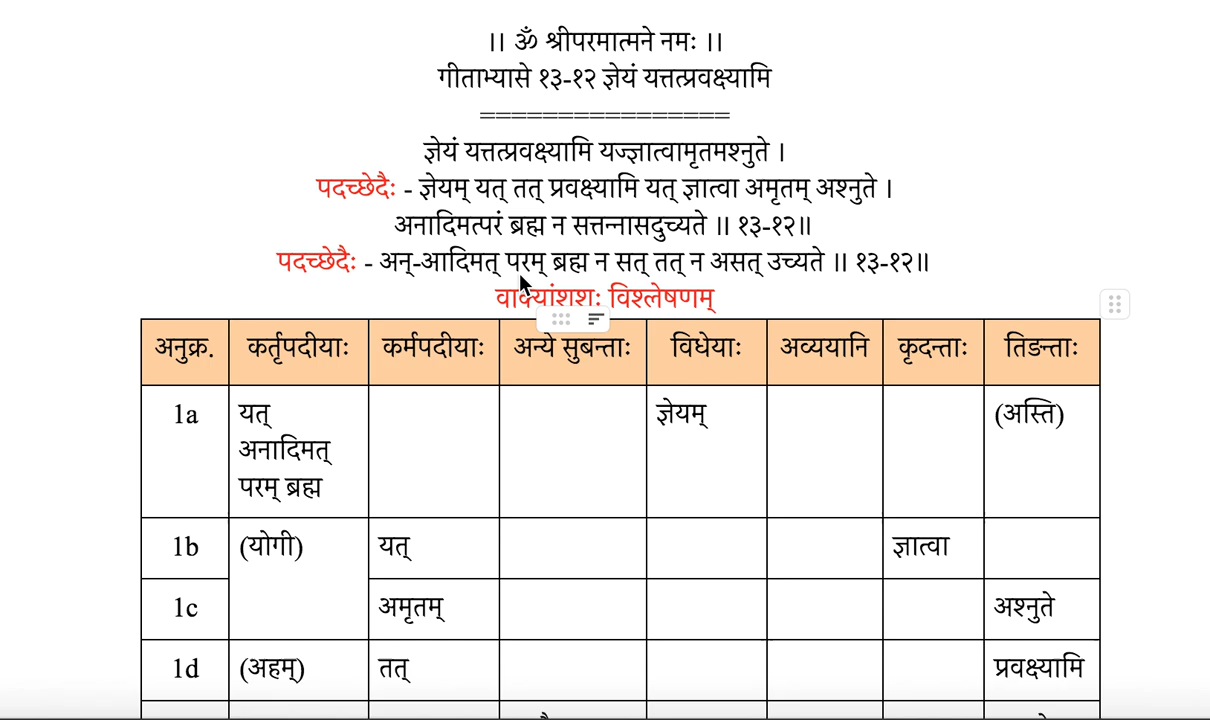 ।। ॐ श्रीपरमात्मने नमः ।।
गीताभ्यासे १३-१२ ज्ञेयं यत्तत्प्रवक्ष्यामि
================
ज्ञेयं यत्तत्प्रवक्ष्यामि यज्ज्ञात्वामृतमश्नुते ।
पदच्छेदैः - ज्ञेयम् यत् तत् प्रवक्ष्यामि यत् ज्ञात्वा अमृतम् अश्नुते ।
अनादिमत्परं ब्रह्म न सत्तन्नासदुच्यते ॥ १३-१२॥
पदच्छेदैः - अन्-आदिमत् परम् ब्रह्म न सत् तत् न असत् उच्यते ॥ १३-१२॥
वाक्यांशशः विश्लेषणम्
अनुक्र. कर्तृपदीयाः कर्मपदीयाः अन्ये सुबन्ताः विधेयाः अव्ययानि कृदन्ताः तिङन्ताः
1a यत् ज्ञेयम् (अस्ति)
अनादिमत्
परम् ब्रह्म
1b (योगी) यत् ज्ञात्वा
1c अमृतम् अश्नुते
1d (अहम्) तत् प्रवक्ष्यामि